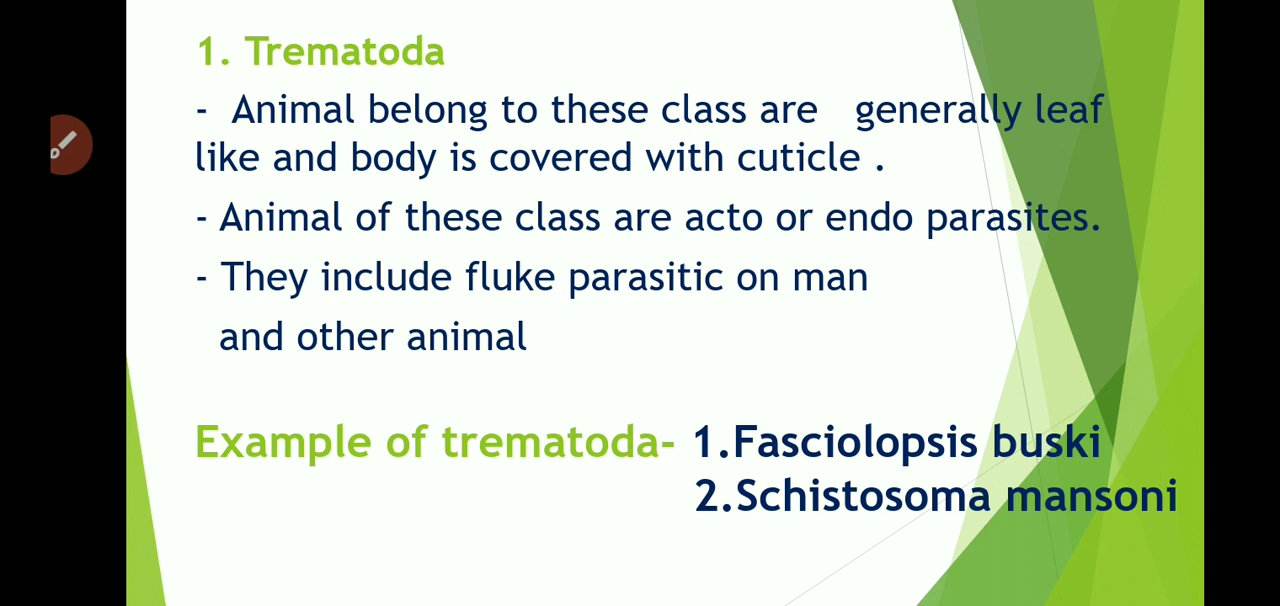 1. Trematoda
- Animal belong to these class are generally leaf
like and body is covered with cuticle .
- Animal of these class are acto or endo parasites.
- They include fluke parasitic on man
and other animal
Example of trematoda- 1.Fasciolopsis buski
2.Schistosoma mansoni